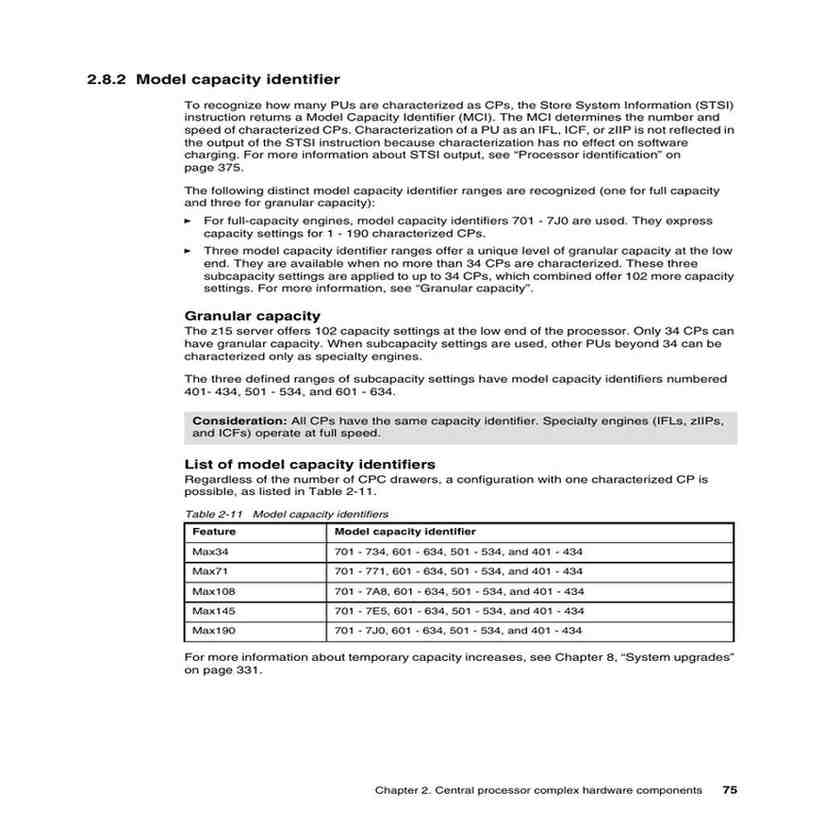 2.8.2 Model capacity identifier
To recognize how many PUs are characterized as CPs, the Store System Information (STSI)
instruction returns a Model Capacity Identifier (MCI). The MCI determines the number and
speed of characterized CPs. Characterization of a PU as an IFL, ICF, or zIIP is not reflected in
the output of the STSI instruction because characterization has no effect on software
charging. For more information about STSI output, see “Processor identification” on
page 375.
The following distinct model capacity identifier ranges are recognized (one for full capacity
and three for granular capacity):
► For full-capacity engines, model capacity identifiers 701 - 7J0 are used. They express
capacity settings for 1 - 190 characterized CPs.
► Three model capacity identifier ranges offer a unique level of granular capacity at the low
end. They are available when no more than 34 CPs are characterized. These three
subcapacity settings are applied to up to 34 CPs, which combined offer 102 more capacity
settings. For more information, see “Granular capacity”.
Granular capacity
The z15 server offers 102 capacity settings at the low end of the processor. Only 34 CPs can
have granular capacity. When subcapacity settings are used, other PUs beyond 34 can be
characterized only as specialty engines.
The three defined ranges of subcapacity settings have model capacity identifiers numbered
401- 434, 501 - 534, and 601 - 634.
Consideration: All CPs have the same capacity identifier. Specialty engines (IFLs, zIIPs,
and ICFs) operate at full speed.
List of model capacity identifiers
Regardless of the number of CPC drawers, a configuration with one characterized CP is
possible, as listed in Table 2-11.
Table 2-11 Model capacity identifiers
Feature Model capacity identifier
Max34 701 - 734, 601 - 634, 501 - 534, and 401 - 434
Max71 701 - 771, 601 - 634, 501 - 534, and 401 - 434
Max108 701 - 7A8, 601 - 634, 501 - 534, and 401 - 434
Max145 701 - 7E5, 601 - 634, 501 - 534, and 401 - 434
Max190 701 - 7J0, 601 - 634, 501 - 534, and 401 - 434
For more information about temporary capacity increases, see Chapter 8, “System upgrades”
on page 331.
Chapter 2. Central processor complex hardware components 75